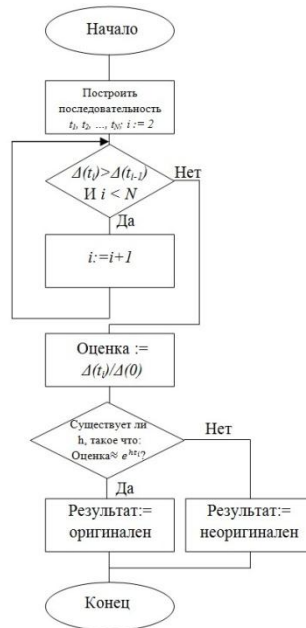 Начало
Построить
последовательность
t₁, t₂, ..., t_N; i := 2
Δ(tᵢ)>Δ(tᵢ₋₁)
И i < N
Нет
Да
i:=i+1
Оценка :=
Δ(tᵢ)/Δ(0)
Существует ли
h, такое что:
Оценка≈ e^{htᵢ}?
Нет
Да
Результат:=
оригинален
Результат:=
неоригинален
Конец